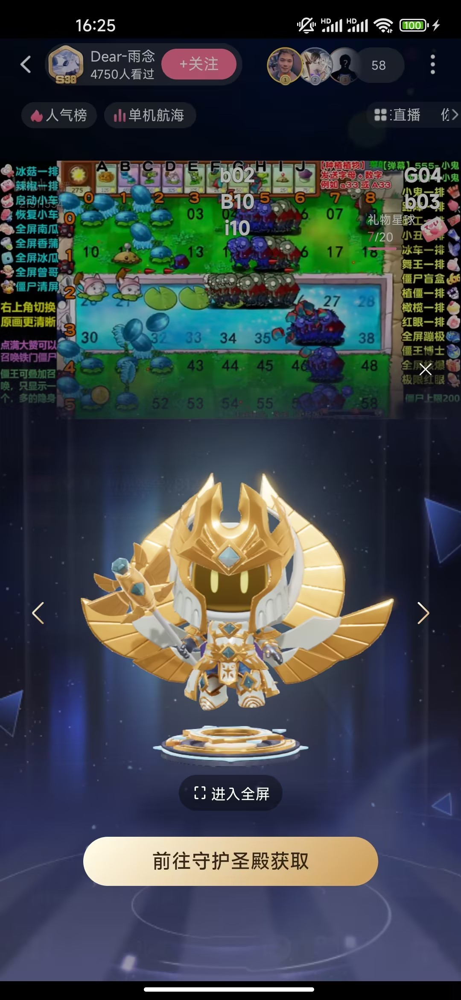 16:25
HD HD 100
Dear-雨念
4750人看过
+关注
S38
1 2 3
58
人气榜
单机航海
直播
A B C D E F G H I J
275
【种植植物】
发送字母+数字
例如 a33 或 A33
【弹幕】555-小鬼
b02
B10
i10
G04
b03
冰菇一排
辣椒一排
启动小车
恢复小车
全屏南瓜
全屏香蒲
全屏冰瓜
全屏曾哥
僵尸清屏
右上角切换
原画更清晰
点满大赞可以
召唤铁门僵尸
僵王可叠加召
唤，只显示一
个，多的隐身
0 1 2 3 5 6 7 8
0 03 07
1 10 13 17 18
2 27 28
3 30 32 33 34 35 38
4 43 44 45 48
5 52 53 54 55 58
小鬼一排
礼物星球
7/20
小丑
冰车一排
舞王一排
僵尸盲盒
植僵一排
橄榄一排
红眼一排
全屏蹦极
僵王博士
全屏核爆
极限红眼
僵尸上限200
进入全屏
前往守护圣殿获取